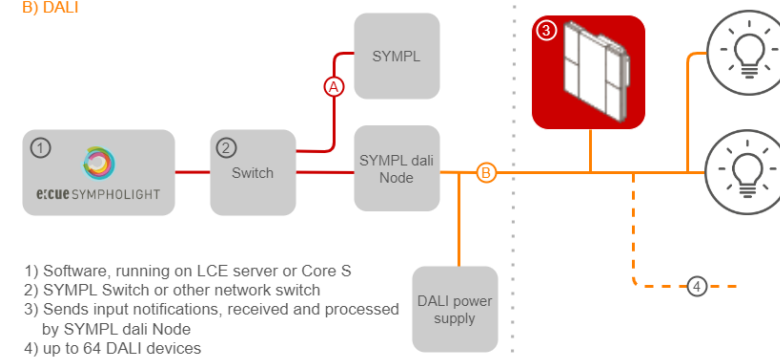 B) DALI
3
SYMPL
A
1
2
e:cue SYMPHOLIGHT
Switch
SYMPL dali
Node
B
4
DALI power
supply
1) Software, running on LCE server or Core S
2) SYMPL Switch or other network switch
3) Sends input notifications, received and processed
by SYMPL dali Node
4) up to 64 DALI devices